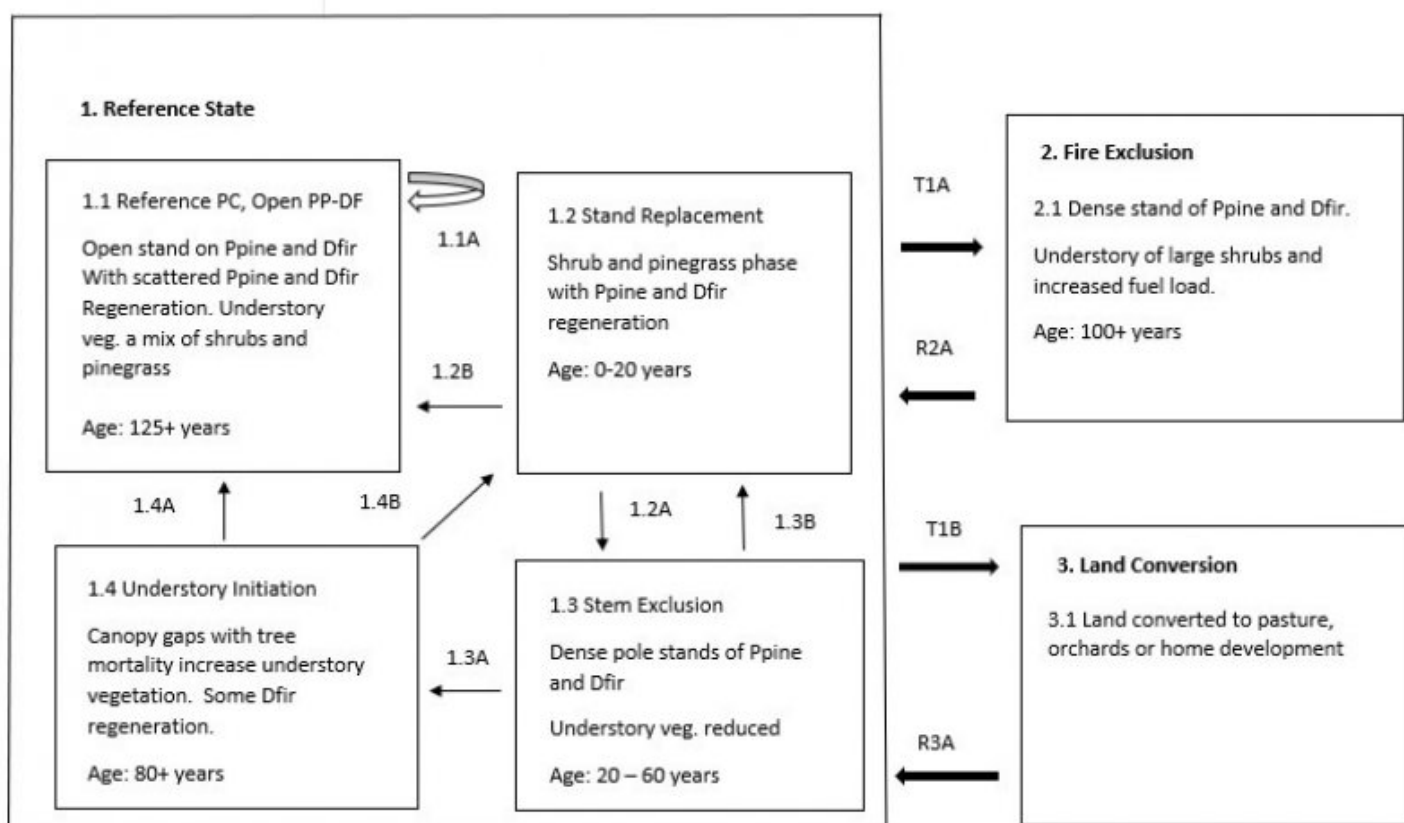 1. Reference State
1.1 Reference PC, Open PP-DF
Open stand on Ppine and Dfir
With scattered Ppine and Dfir
Regeneration. Understory
veg. a mix of shrubs and
pinegrass
Age: 125+ years
1.1A
1.2 Stand Replacement
Shrub and pinegrass phase
with Ppine and Dfir
regeneration
Age: 0-20 years
1.2B
1.4A
1.4B
1.2A
1.3B
1.4 Understory Initiation
Canopy gaps with tree
mortality increase understory
vegetation.  Some Dfir
regeneration.
Age: 80+ years
1.3A
1.3 Stem Exclusion
Dense pole stands of Ppine
and Dfir
Understory veg. reduced
Age: 20 – 60 years
T1A
R2A
2. Fire Exclusion
2.1 Dense stand of Ppine and Dfir.
Understory of large shrubs and
increased fuel load.
Age: 100+ years
T1B
R3A
3. Land Conversion
3.1 Land converted to pasture,
orchards or home development